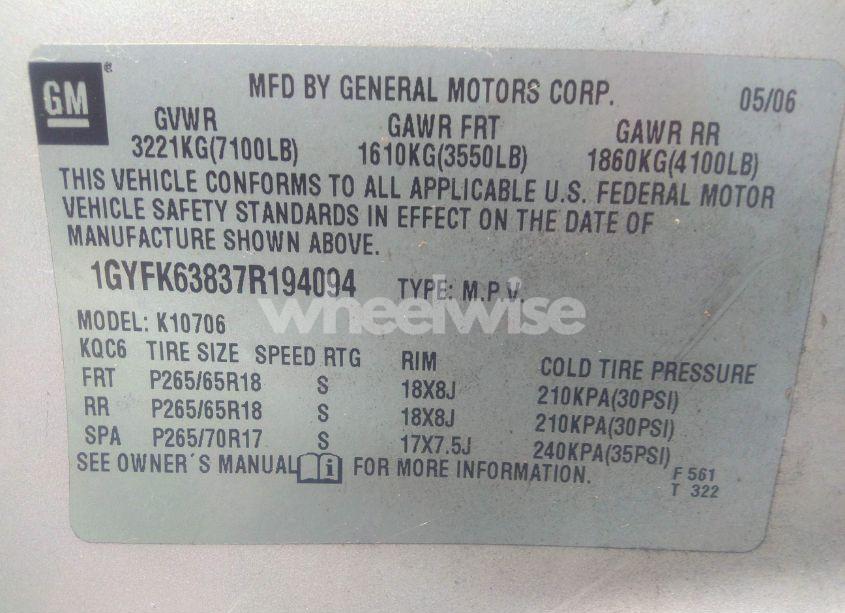 GM ®
MFD BY GENERAL MOTORS CORP. 05/06
GVWR GAWR FRT GAWR RR
3221KG(7100LB) 1610KG(3550LB) 1860KG(4100LB)
THIS VEHICLE CONFORMS TO ALL APPLICABLE U.S. FEDERAL MOTOR
VEHICLE SAFETY STANDARDS IN EFFECT ON THE DATE OF
MANUFACTURE SHOWN ABOVE.
1GYFK63837R194094 TYPE: M.P.V.
wheelwise
MODEL: K10706
KQC6 TIRE SIZE SPEED RTG RIM COLD TIRE PRESSURE
FRT P265/65R18 S 18X8J 210KPA(30PSI)
RR P265/65R18 S 18X8J 210KPA(30PSI)
SPA P265/70R17 S 17X7.5J 240KPA(35PSI)
SEE OWNER'S MANUAL FOR MORE INFORMATION.
F 561
T 322